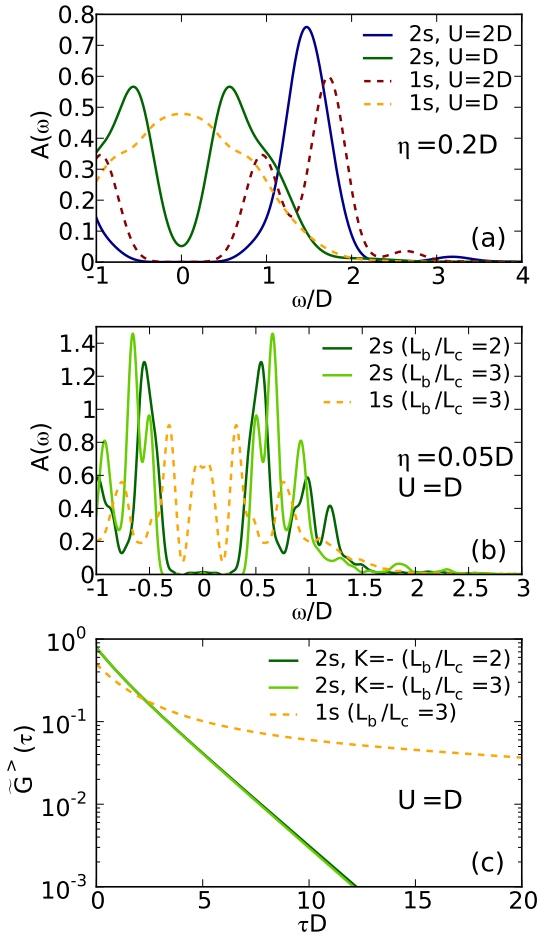 0.8
0.7
0.6
0.5
0.4
0.3
0.2
0.1
0
A(ω)
2s, U=2D
2s, U=D
1s, U=2D
1s, U=D
η=0.2D
(a)
-1 0 1 2 3 4
ω/D
1.4
1.2
1
0.8
0.6
0.4
0.2
0
A(ω)
2s (L_b/L_c=2)
2s (L_b/L_c=3)
1s (L_b/L_c=3)
η=0.05D
U=D
(b)
-1 -0.5 0 0.5 1 1.5 2 2.5 3
ω/D
10^0
10^-1
10^-2
10^-3
G̃^>(τ)
2s, K=- (L_b/L_c=2)
2s, K=- (L_b/L_c=3)
1s (L_b/L_c=3)
U=D
(c)
0 5 10 15 20
τD